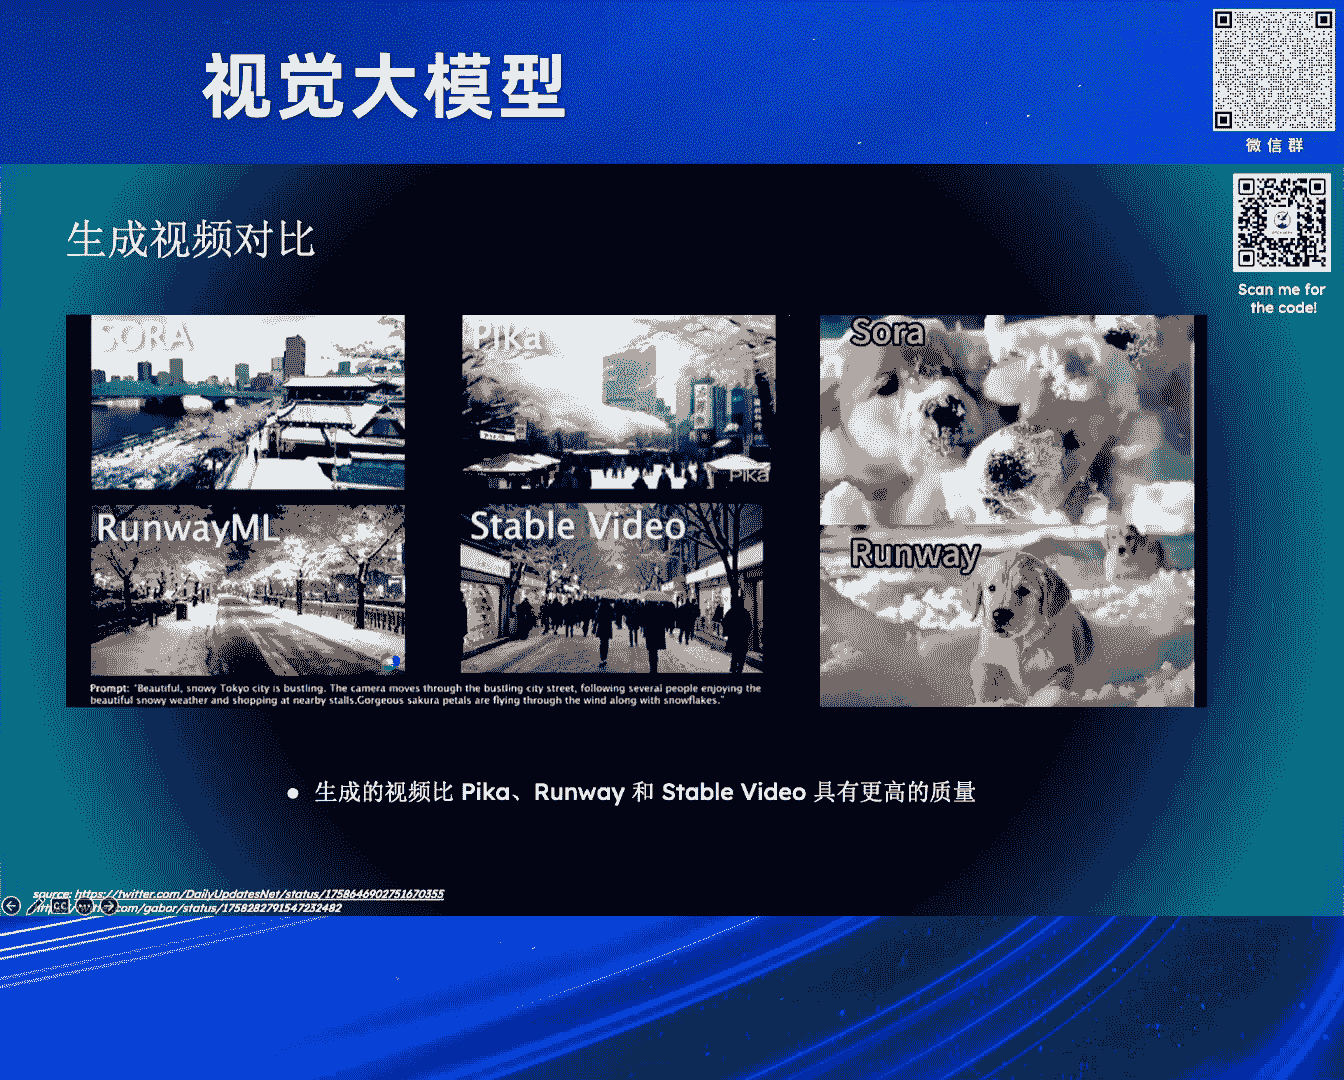 视觉大模型
微信群
生成视频对比
Scan me for
the code!
SORA
Pika
Pika
RunwayML
Stable Video
Sora
Runway
Prompt: "Beautiful, snowy Tokyo city is bustling. The camera moves through the bustling city street, following several people enjoying the
beautiful snowy weather and shopping at nearby stalls.Gorgeous sakura petals are flying through the wind along with snowflakes."
生成的视频比 Pika、Runway 和 Stable Video 具有更高的质量
source: https://twitter.com/DailyUpdatesNet/status/1758646902751670355
com/gabor/status/1758282791547232482